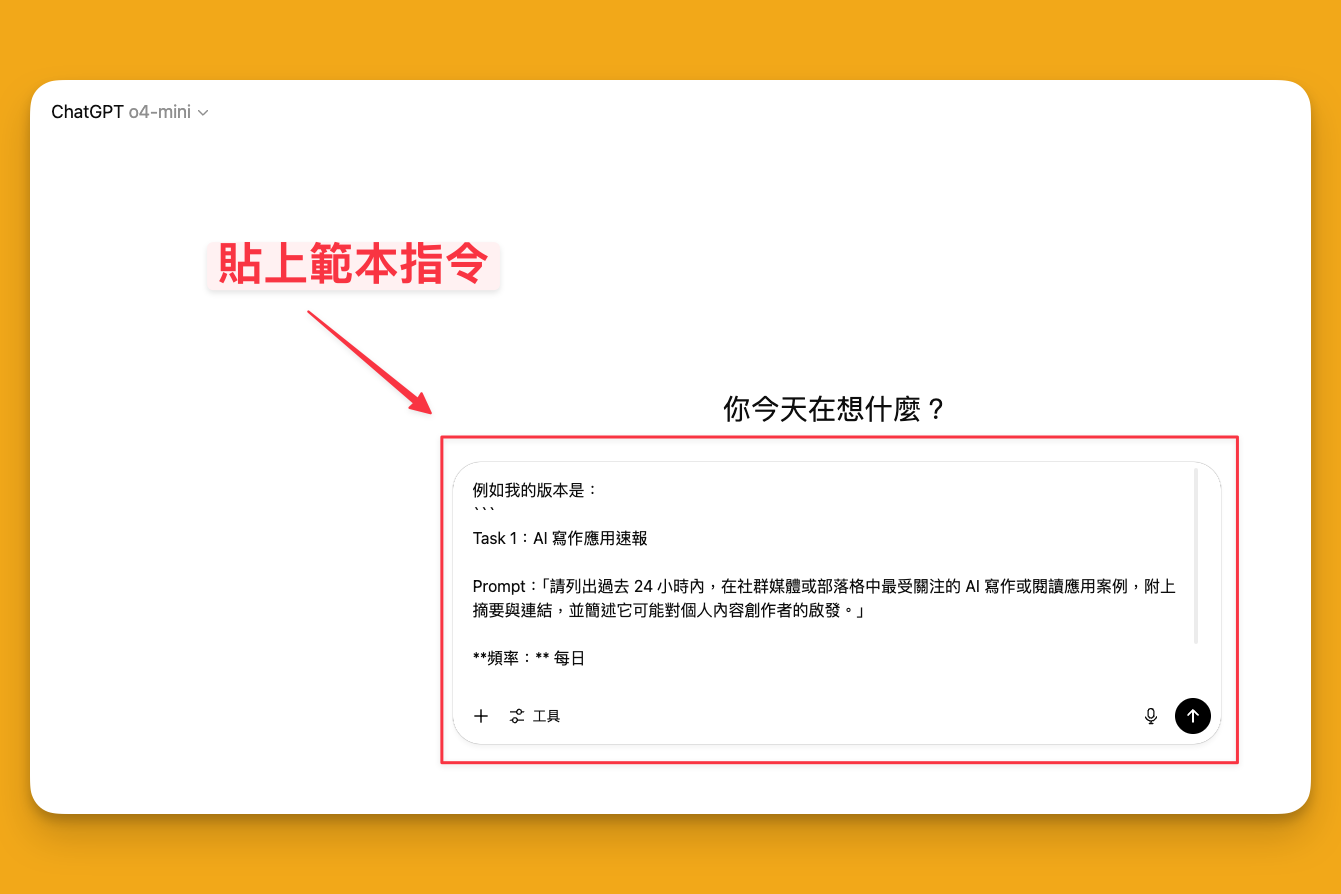 ChatGPT o4-mini
貼上範本指令
你今天在想什麼？
例如我的版本是：
```
Task 1：AI 寫作應用速報
Prompt：「請列出過去 24 小時內，在社群媒體或部落格中最受關注的 AI 寫作或閱讀應用案例，附上
摘要與連結，並簡述它可能對個人內容創作者的啟發。」
**頻率：** 每日
工具